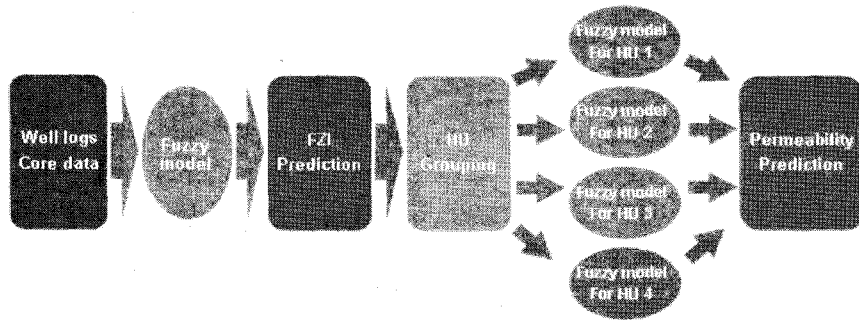 Well logs
Core data
Fuzzy
model
FZI
Prediction
HU
Grouping
Fuzzy model
For HU 1
Fuzzy model
For HU 2
Fuzzy model
For HU 3
Fuzzy model
For HU 4
Permeability
Prediction